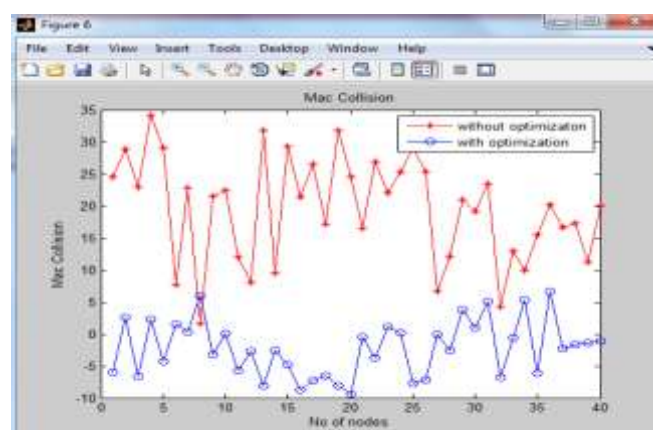 Figure 6
File Edit View Insert Tools Desktop Window Help
Mac Collision
35
30
25
20
15
10
5
0
-5
-10
Mac Collision
without optimizaton
with optimization
0 5 10 15 20 25 30 35 40
No of nodes